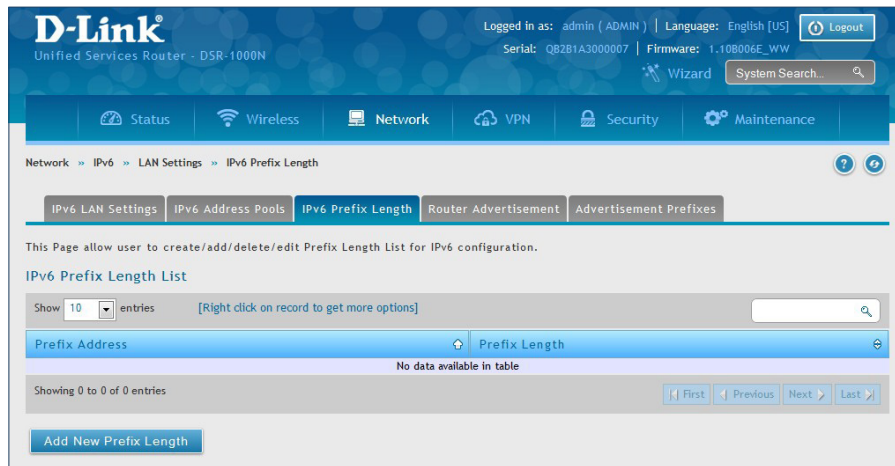 D-Link®
Unified Services Router - DSR-1000N
Logged in as: admin ( ADMIN ) | Language: English [US]
Logout
Serial: QB2B1A3000007 | Firmware: 1.10B006E_WW
Wizard
System Search...
Status
Wireless
Network
VPN
Security
Maintenance
Network » IPv6 » LAN Settings » IPv6 Prefix Length
?
IPv6 LAN Settings
IPv6 Address Pools
IPv6 Prefix Length
Router Advertisement
Advertisement Prefixes
This Page allow user to create/add/delete/edit Prefix Length List for IPv6 configuration.
IPv6 Prefix Length List
Show 10 entries
[Right click on record to get more options]
Prefix Address
Prefix Length
No data available in table
Showing 0 to 0 of 0 entries
First
Previous
Next
Last
Add New Prefix Length